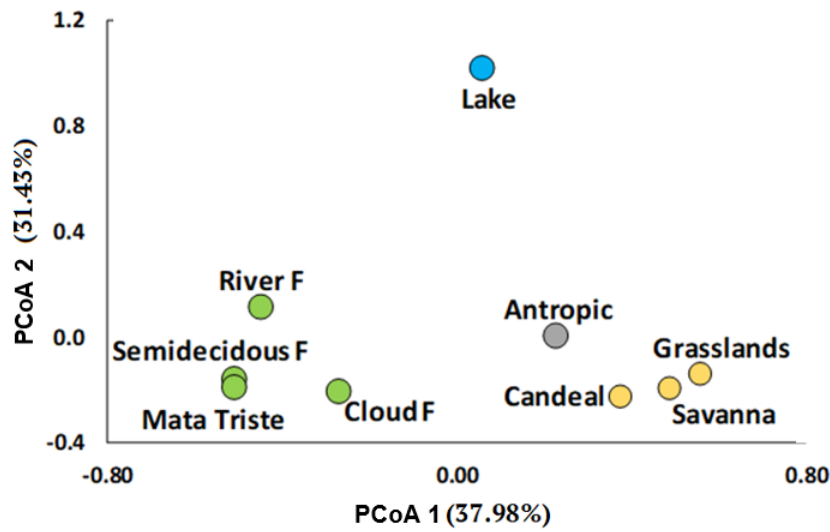 1.2
Lake
0.8
PCoA 2 (31.43%)
0.4
River F
Antropic
0.0
Semidecidous F
Grasslands
Candeal
Mata Triste
Cloud F
Savanna
-0.4
-0.80
0.00
0.80
PCoA 1 (37.98%)